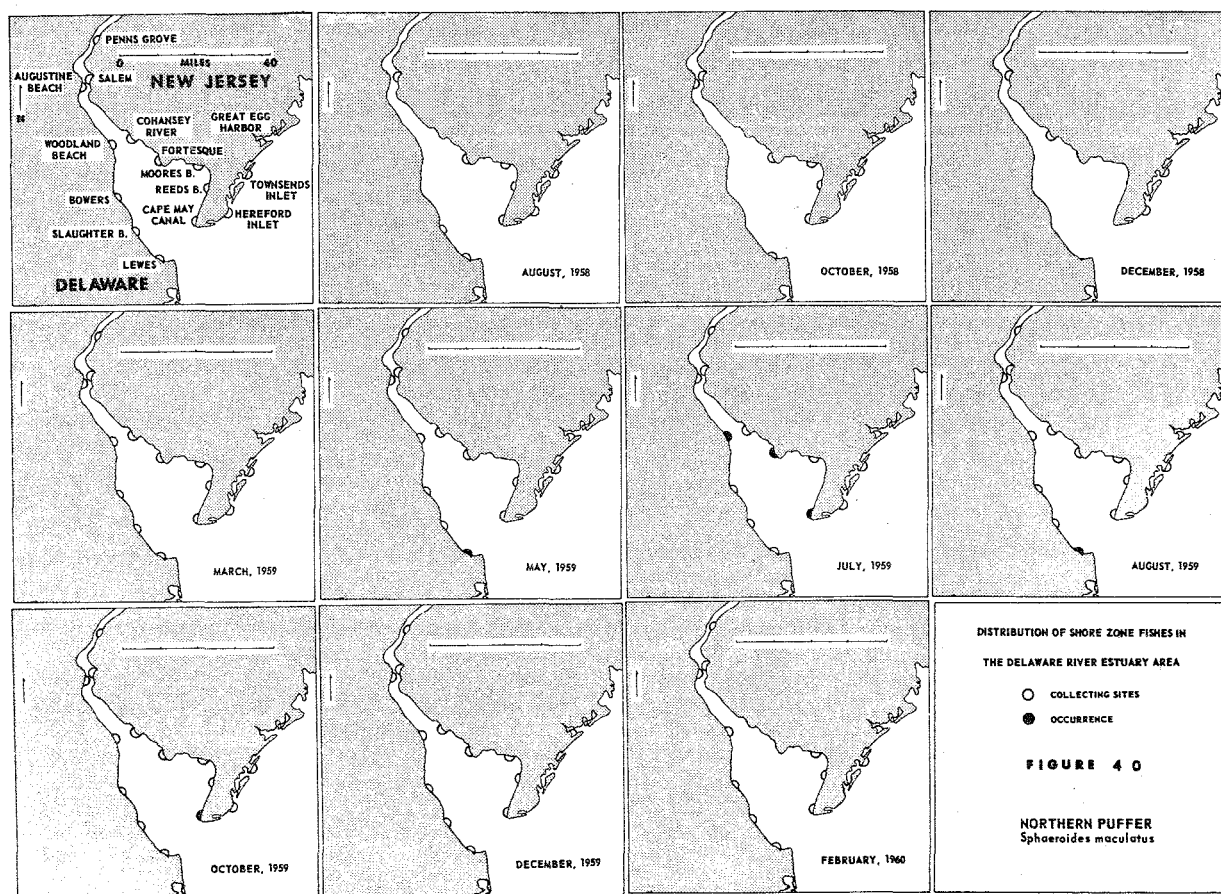 PENNS GROVE
0 MILES 40
AUGUSTINE
BEACH
SALEM
NEW JERSEY
N
COHANSEY
RIVER
GREAT EGG
HARBOR
WOODLAND
BEACH
FORTESQUE
MOORES B.
REEDS B.
TOWNSENDS
INLET
BOWERS
CAPE MAY
CANAL
HEREFORD
INLET
SLAUGHTER B.
LEWES
DELAWARE
AUGUST, 1958
OCTOBER, 1958
DECEMBER, 1958
MARCH, 1959
MAY, 1959
JULY, 1959
AUGUST, 1959
OCTOBER, 1959
DECEMBER, 1959
FEBRUARY, 1960
DISTRIBUTION OF SHORE ZONE FISHES IN
THE DELAWARE RIVER ESTUARY AREA
COLLECTING SITES
OCCURRENCE
FIGURE 40
NORTHERN PUFFER
Sphaeroides maculatus